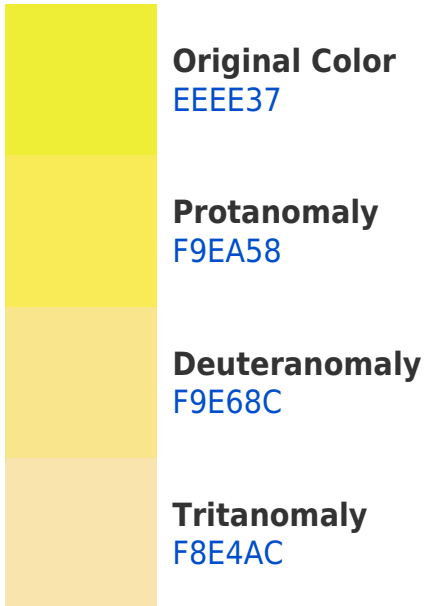 Original Color
EEEE37
Protanomaly
F9EA58
Deuteranomaly
F9E68C
Tritanomaly
F8E4AC